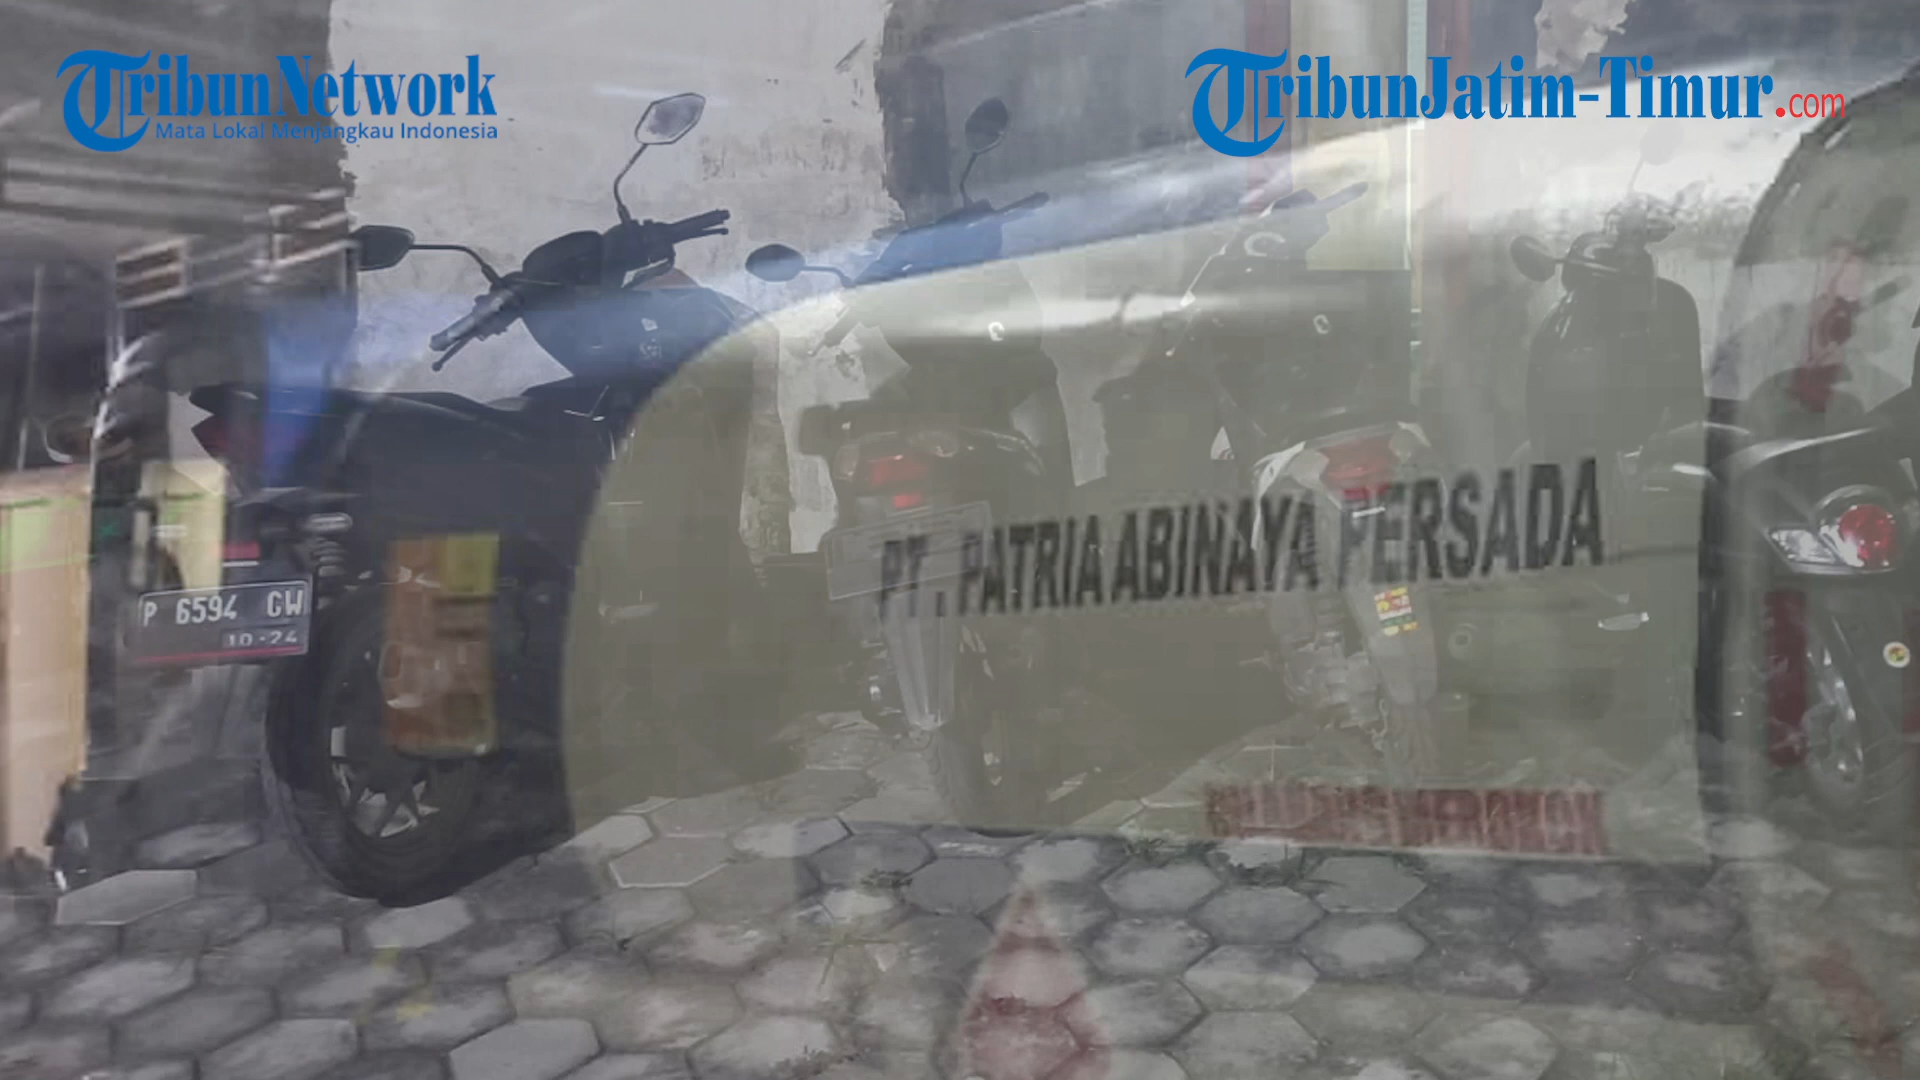 TribunNetwork
Mata Lokal Menjangkau Indonesia
TribunJatim-Timur.com
PT. PATRIA ABINAYA PERSADA
P 6594 GW
10-24